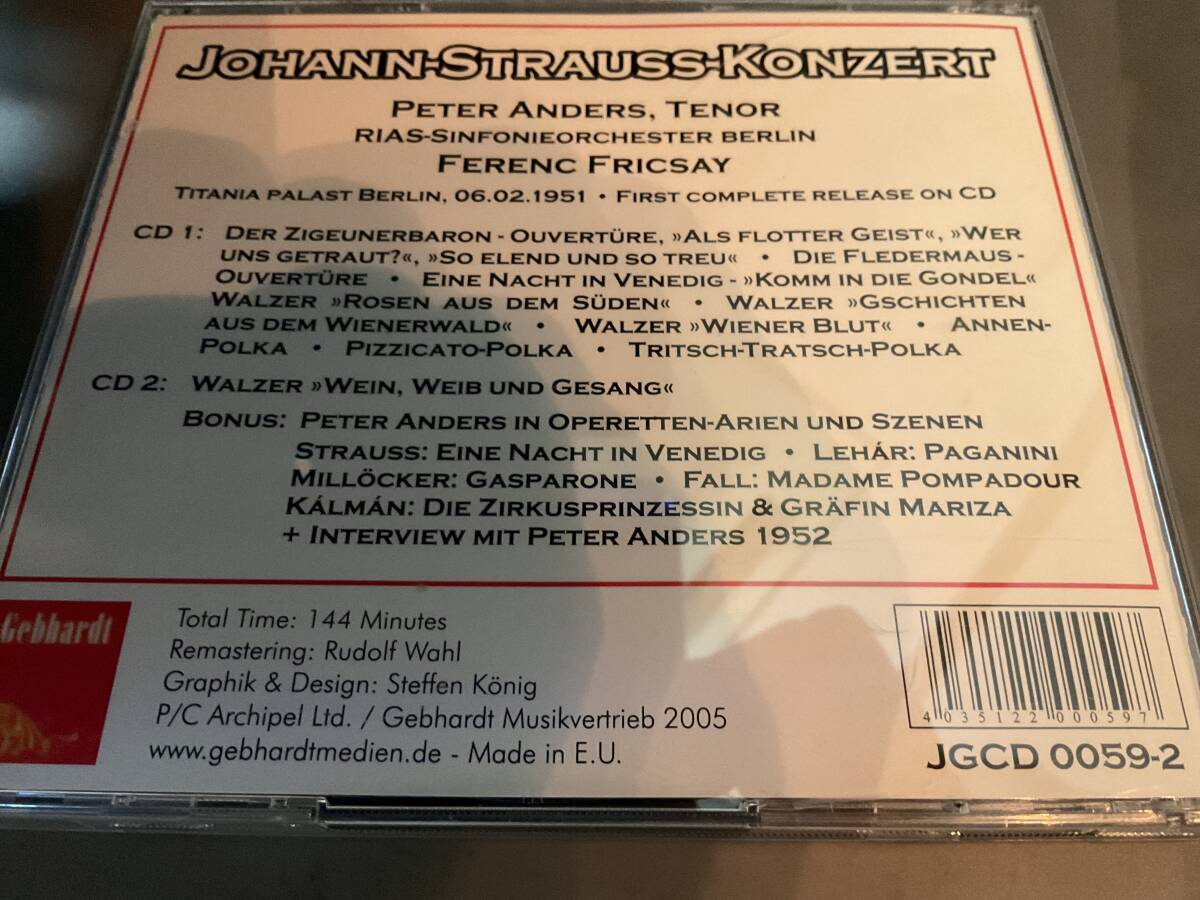 JOHANN-STRAUSS-KONZERT
PETER ANDERS, TENOR
RIAS-SINFONIEORCHESTER BERLIN
FERENC FRICSAY
TITANIA PALAST BERLIN, 06.02.1951 • FIRST COMPLETE RELEASE ON CD
CD 1: DER ZIGEUNERBARON - OUVERTÜRE, »ALS FLOTTER GEIST«, »WER
UNS GETRAUT?«, »SO ELEND UND SO TREU« • DIE FLEDERMAUS -
OUVERTÜRE • EINE NACHT IN VENEDIG - »KOMM IN DIE GONDEL«
WALZER »ROSEN AUS DEM SÜDEN« • WALZER »GSCHICHTEN
AUS DEM WIENERWALD« • WALZER »WIENER BLUT« • ANNEN-
POLKA • PIZZICATO-POLKA • TRITSCH-TRATSCH-POLKA
CD 2: WALZER »WEIN, WEIB UND GESANG«
BONUS: PETER ANDERS IN OPERETTEN-ARIEN UND SZENEN
STRAUSS: EINE NACHT IN VENEDIG • LEHÁR: PAGANINI
MILLÖCKER: GASPARONE • FALL: MADAME POMPADOUR
KÁLMÁN: DIE ZIRKUSPRINZESSIN & GRÄFIN MARIZA
+ INTERVIEW MIT PETER ANDERS 1952
Gebhardt
Total Time: 144 Minutes
Remastering: Rudolf Wahl
Graphik & Design: Steffen König
P/C Archipel Ltd. / Gebhardt Musikvertrieb 2005
www.gebhardtmedien.de - Made in E.U.
4 035122 000597
JGCD 0059-2